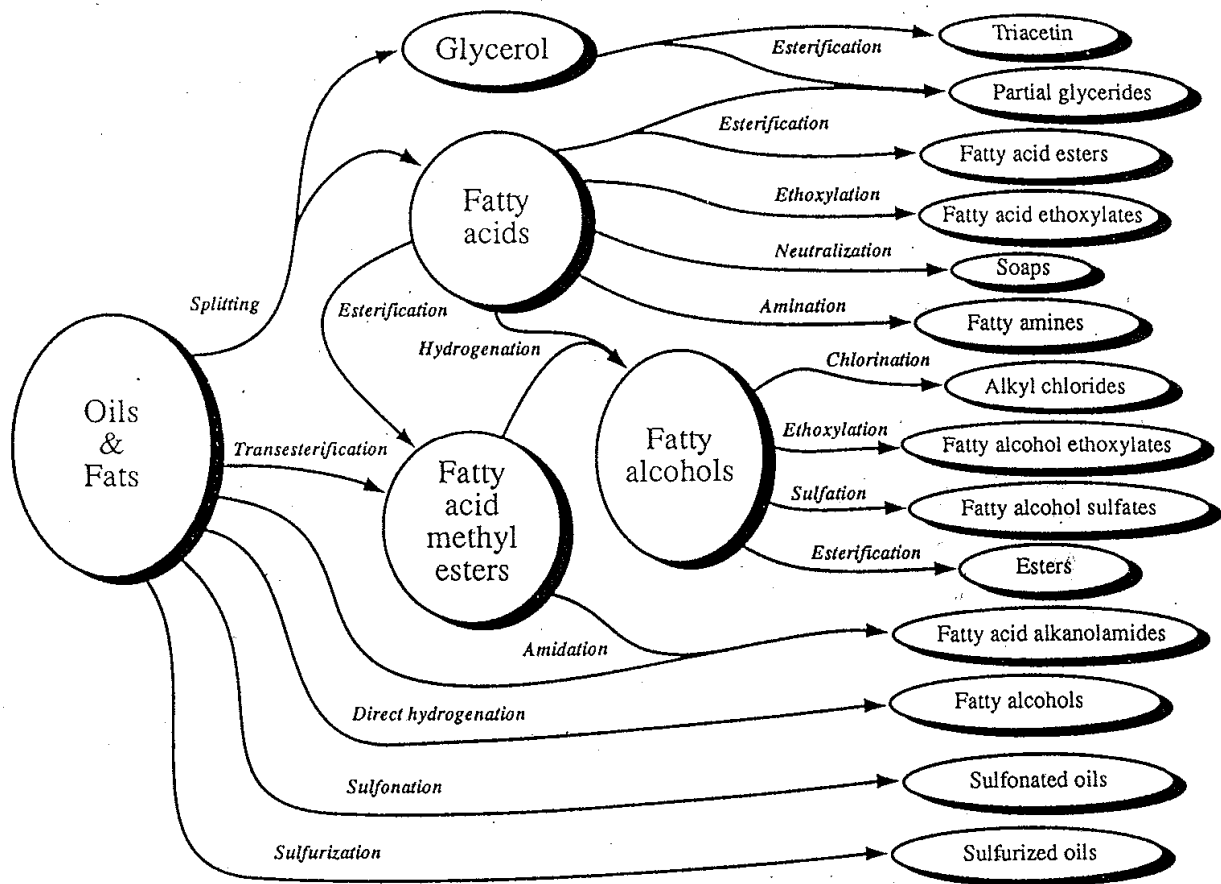 Glycerol
Esterification
Triacetin
Partial glycerides
Esterification
Fatty acid esters
Fatty
acids
Ethoxylation
Fatty acid ethoxylates
Neutralization
Soaps
Splitting
Esterification
Amination
Fatty amines
Hydrogenation
Chlorination
Alkyl chlorides
Oils
&
Fats
Transesterification
Fatty
acid
methyl
esters
Fatty
alcohols
Ethoxylation
Fatty alcohol ethoxylates
Sulfation
Fatty alcohol sulfates
Esterification
Esters
Amidation
Fatty acid alkanolamides
Direct hydrogenation
Fatty alcohols
Sulfonation
Sulfonated oils
Sulfurization
Sulfurized oils